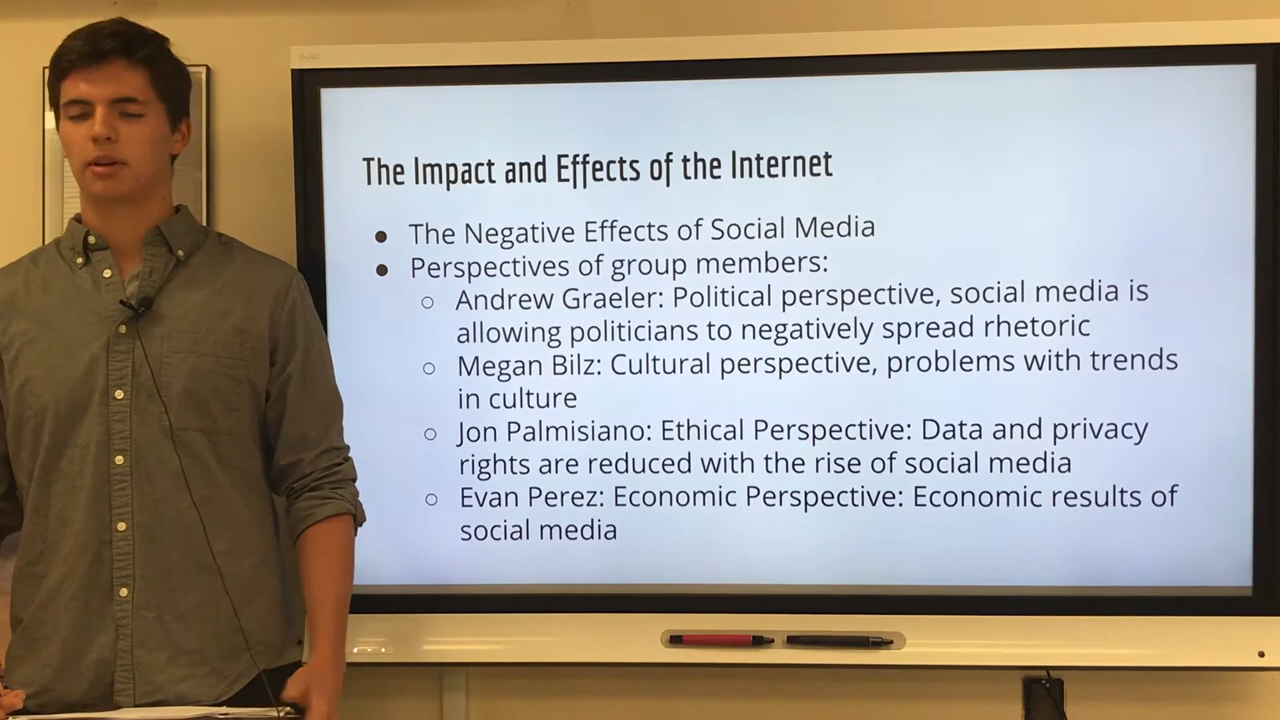 The Impact and Effects of the Internet
● The Negative Effects of Social Media
● Perspectives of group members:
○ Andrew Graeler: Political perspective, social media is
allowing politicians to negatively spread rhetoric
○ Megan Bilz: Cultural perspective, problems with trends
in culture
○ Jon Palmisiano: Ethical Perspective: Data and privacy
rights are reduced with the rise of social media
○ Evan Perez: Economic Perspective: Economic results of
social media